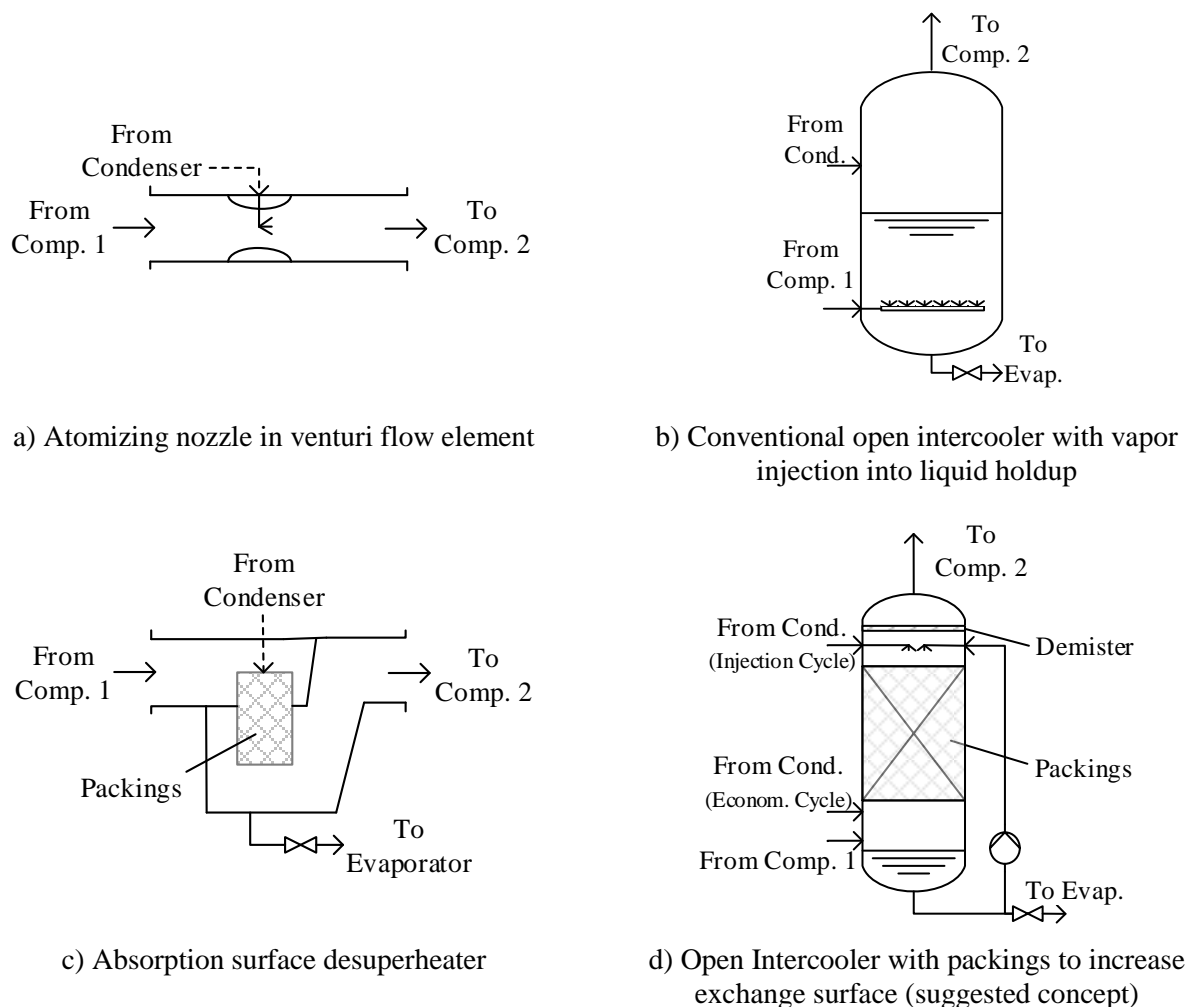 From
Condenser
From
Comp. 1
To
Comp. 2
a) Atomizing nozzle in venturi flow element
To
Comp. 2
From
Cond.
From
Comp. 1
To
Evap.
b) Conventional open intercooler with vapor
injection into liquid holdup
From
Condenser
From
Comp. 1
To
Comp. 2
Packings
To
Evaporator
c) Absorption surface desuperheater
To
Comp. 2
From Cond.
(Injection Cycle)
Demister
Packings
From Cond.
(Econom. Cycle)
From Comp. 1
To Evap.
d) Open Intercooler with packings to increase
exchange surface (suggested concept)